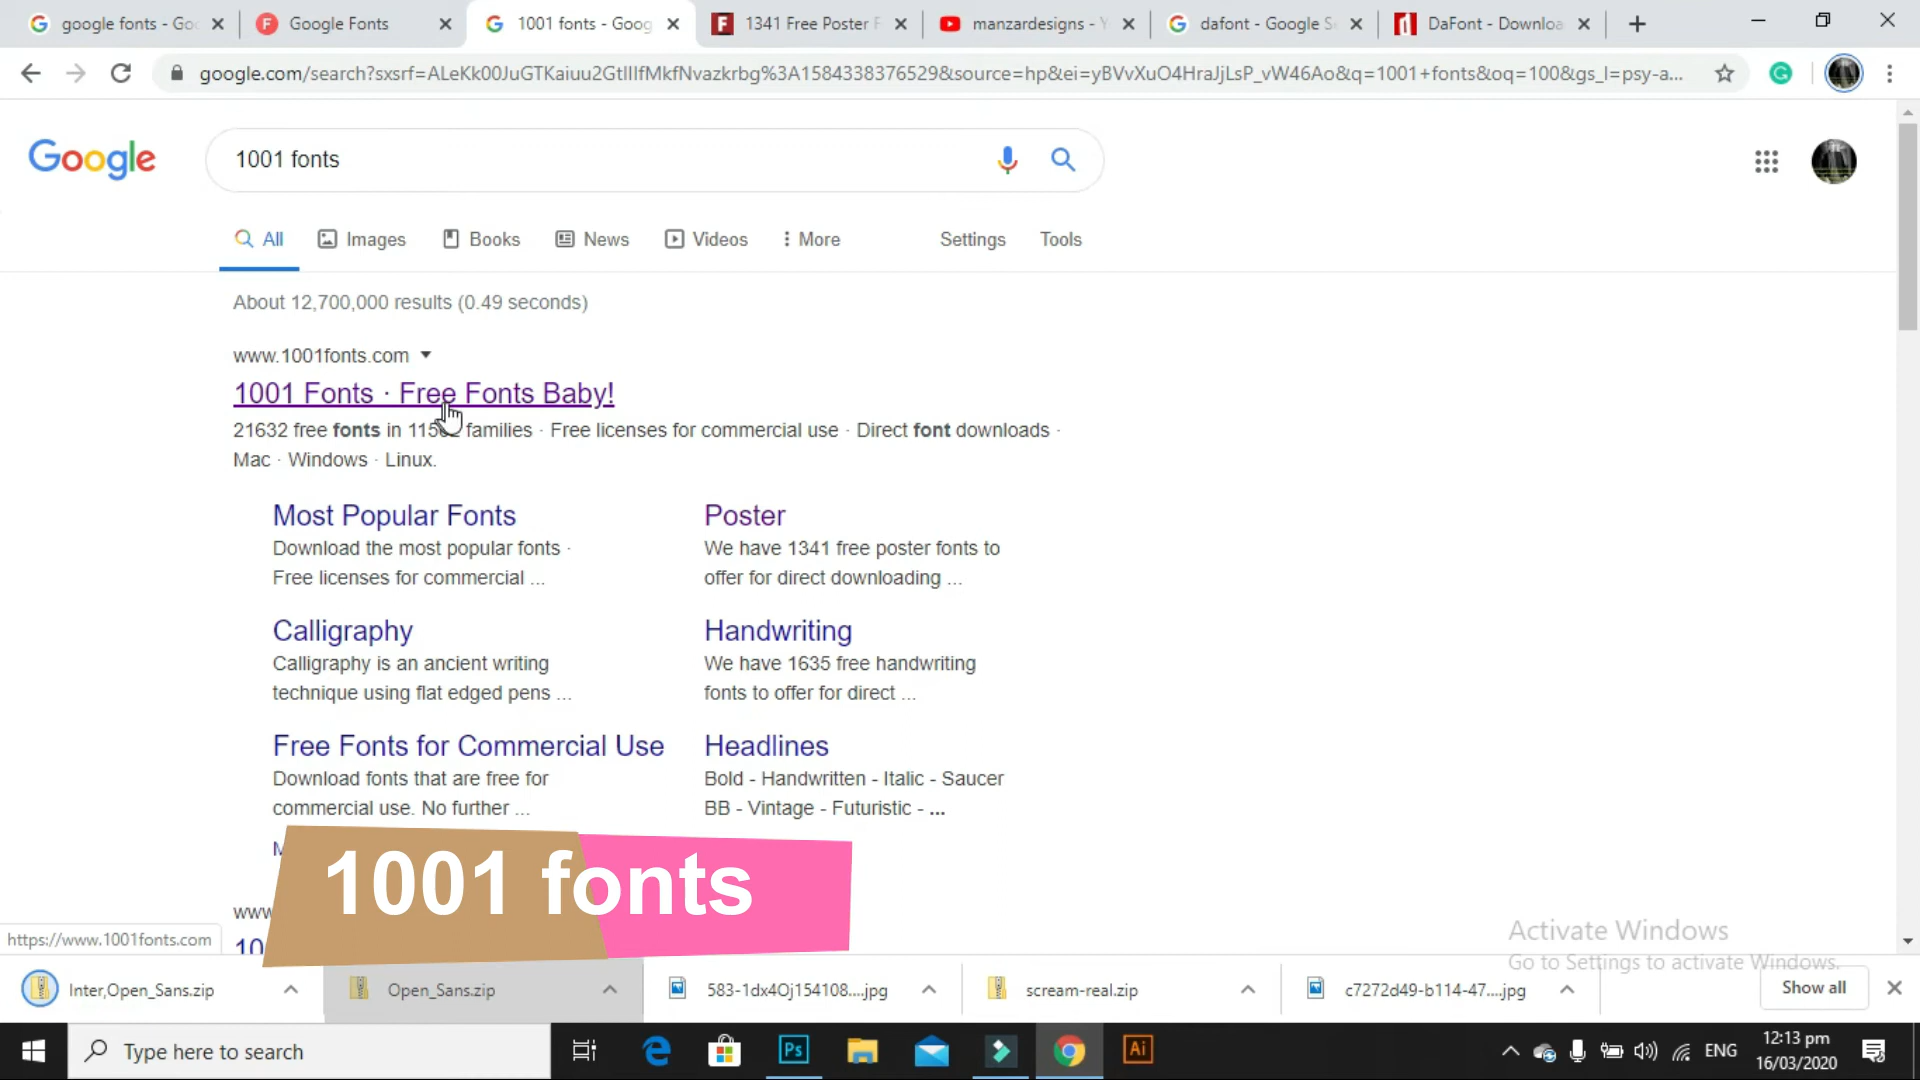 google fonts - Goo
Google Fonts
1001 fonts - Goog
1341 Free Poster F
manzardesigns - Y
dafont - Google Se
DaFont - Downloa
google.com/search?sxsrf=ALeKk00JuGTKaiuu2GtIIIfMkfNvazkrbg%3A1584338376529&source=hp&ei=yBVvXuO4HraJjLsP_vW46Ao&q=1001+fonts&oq=100&gs_l=psy-a...
Google
1001 fonts
All
Images
Books
News
Videos
More
Settings
Tools
About 12,700,000 results (0.49 seconds)
www.1001fonts.com
1001 Fonts · Free Fonts Baby!
21632 free fonts in families · Free licenses for commercial use · Direct font downloads ·
Mac · Windows · Linux.
Most Popular Fonts
Download the most popular fonts ·
Free licenses for commercial ...
Poster
We have 1341 free poster fonts to
offer for direct downloading ...
Calligraphy
Calligraphy is an ancient writing
technique using flat edged pens ...
Handwriting
We have 1635 free handwriting
fonts to offer for direct ...
Free Fonts for Commercial Use
Download fonts that are free for
commercial use. No further ...
Headlines
Bold - Handwritten - Italic - Saucer
BB - Vintage - Futuristic - ...
1001 fonts
www
https://www.1001fonts.com
10
Activate Windows
Go to Settings to activate Windows.
Inter,Open_Sans.zip
Open_Sans.zip
583-1dx4Oj154108....jpg
scream-real.zip
c7272d49-b114-47....jpg
Show all
Type here to search
Ps
Ai
ENG
12:13 pm
16/03/2020